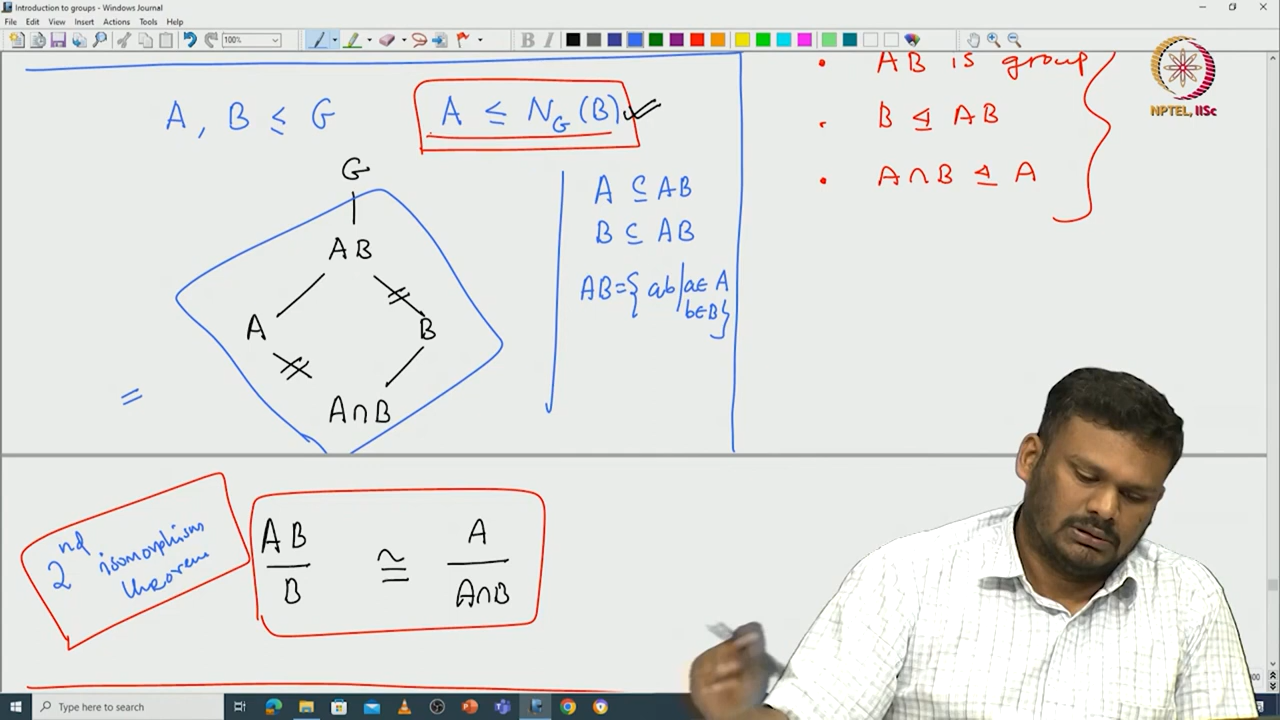 Introduction to groups - Windows Journal
File Edit View Insert Actions Tools Help
100%
B I
NPTEL, IISc
A, B ≤ G
A ≤ N_G(B)
G
AB
A
B
A∩B
=
A ⊆ AB
B ⊆ AB
AB={ab|a∈A
b∈B}
• AB is group
• B ⊴ AB
• A∩B ⊴ A
2nd isomorphism
theorem
AB/B ≅ A/A∩B
Type here to search